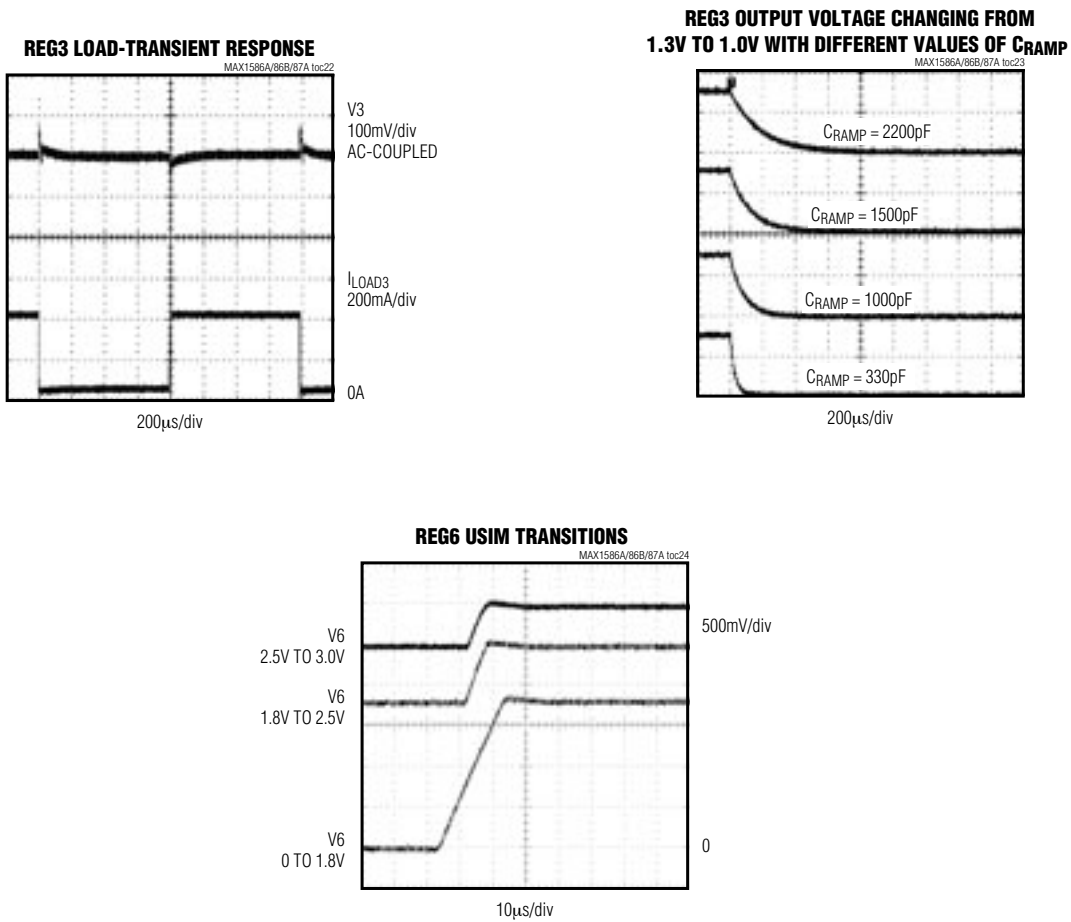 REG3 LOAD-TRANSIENT RESPONSE
MAX1586A/86B/87A toc22
V3
100mV/div
AC-COUPLED
ILOAD3
200mA/div
0A
200μs/div
REG3 OUTPUT VOLTAGE CHANGING FROM
1.3V TO 1.0V WITH DIFFERENT VALUES OF CRAMP
MAX1586A/86B/87A toc23
CRAMP = 2200pF
CRAMP = 1500pF
CRAMP = 1000pF
CRAMP = 330pF
200μs/div
REG6 USIM TRANSITIONS
MAX1586A/86B/87A toc24
V6
2.5V TO 3.0V
V6
1.8V TO 2.5V
V6
0 TO 1.8V
500mV/div
0
10μs/div